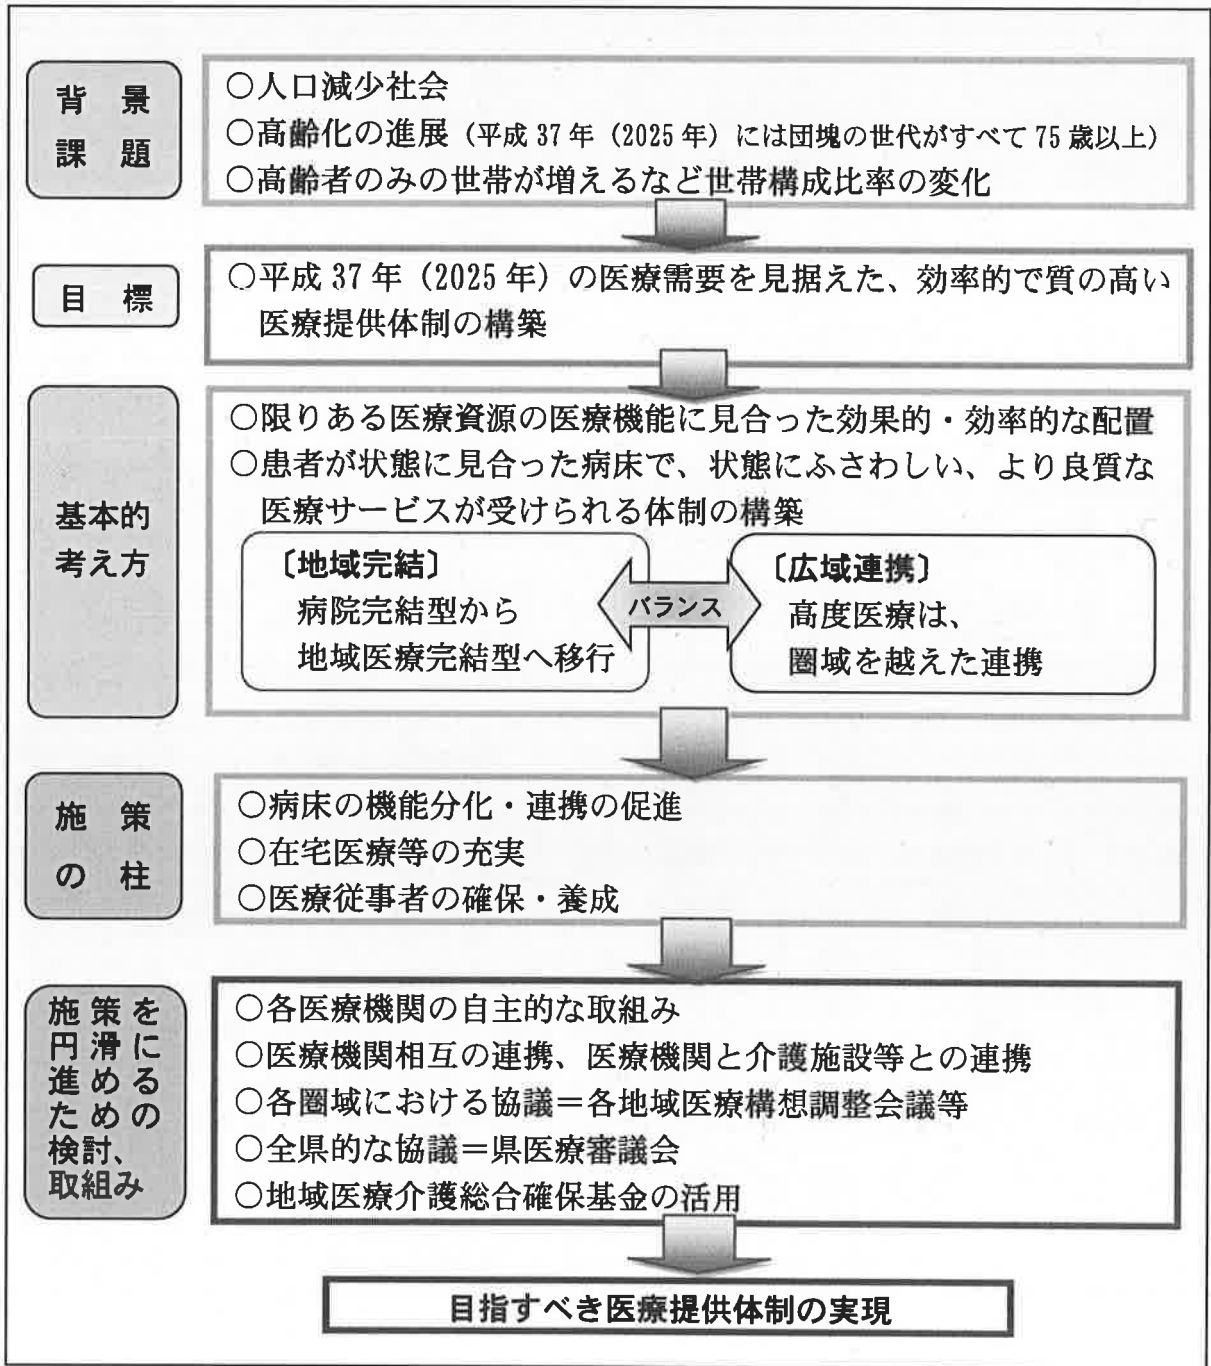 背景
課題
○人口減少社会
○高齢化の進展（平成37年（2025年）には団塊の世代がすべて75歳以上）
○高齢者のみの世帯が増えるなど世帯構成比率の変化
目標
○平成37年（2025年）の医療需要を見据えた、効率的で質の高い
医療提供体制の構築
基本的
考え方
○限りある医療資源の医療機能に見合った効果的・効率的な配置
○患者が状態に見合った病床で、状態にふさわしい、より良質な
医療サービスが受けられる体制の構築
〔地域完結〕
病院完結型から
地域医療完結型へ移行
バランス
〔広域連携〕
高度医療は、
圏域を越えた連携
施策
の柱
○病床の機能分化・連携の促進
○在宅医療等の充実
○医療従事者の確保・養成
施策を
円滑に
進める
ための
検討、
取組み
○各医療機関の自主的な取組み
○医療機関相互の連携、医療機関と介護施設等との連携
○各圏域における協議＝各地域医療構想調整会議等
○全県的な協議＝県医療審議会
○地域医療介護総合確保基金の活用
目指すべき医療提供体制の実現